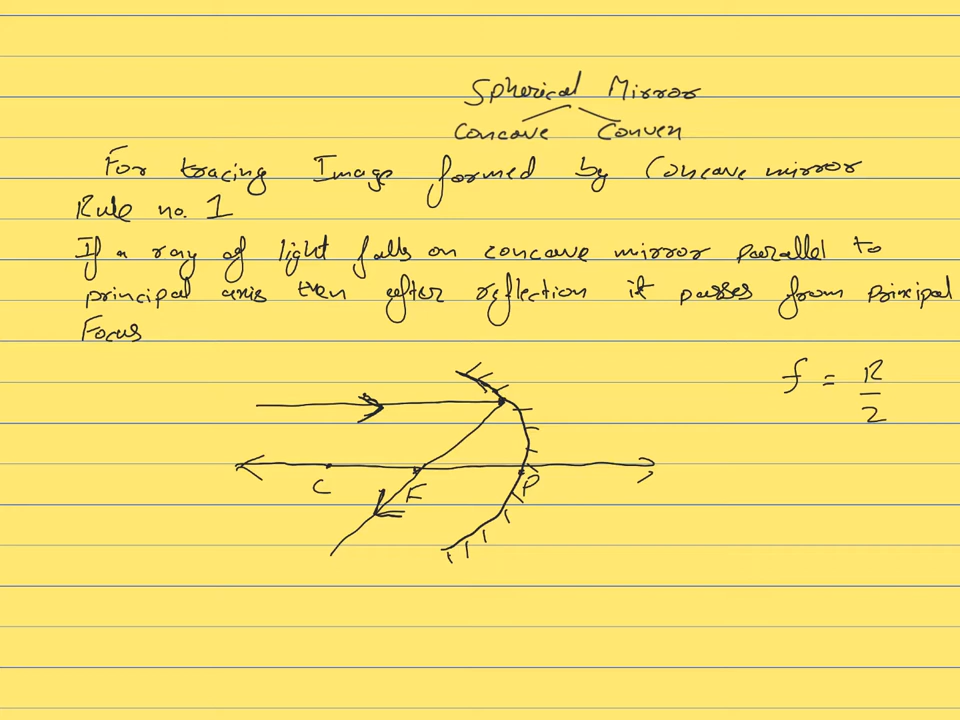 Spherical Mirror
Concave Convex
For tracing Image formed by Concave mirror
Rule no. 1
If a ray of light falls on concave mirror parallel to
principal axis then after reflection it passes from principal
Focus
f = R/2
C F P